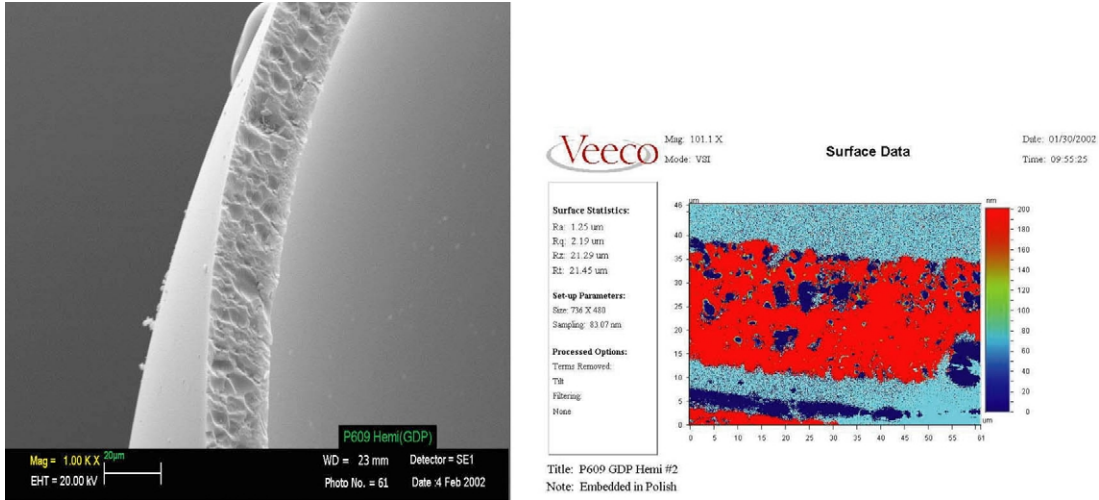 P609 Hemi(GDP)
Mag = 1.00 K X
20µm
WD = 23 mm
Detector = SE1
EHT = 20.00 kV
Photo No. = 61
Date :4 Feb 2002
Veeco
Mag: 101.1 X
Mode: VSI
Surface Data
Date: 01/30/2002
Time: 09:55:25
Surface Statistics:
Ra: 1.25 um
Rq: 2.19 um
Rz: 21.29 um
Rt: 21.45 um
Set-up Parameters:
Size: 736 X 480
Sampling: 83.07 nm
Processed Options:
Terms Removed:
Tilt
Filtering:
None
um
46
40
35
30
25
20
15
10
5
0
0 5 10 15 20 25 30 35 40 45 50 55 61
um
nm
200
180
160
140
120
100
80
60
40
20
0
Title: P609 GDP Hemi #2
Note: Embedded in Polish